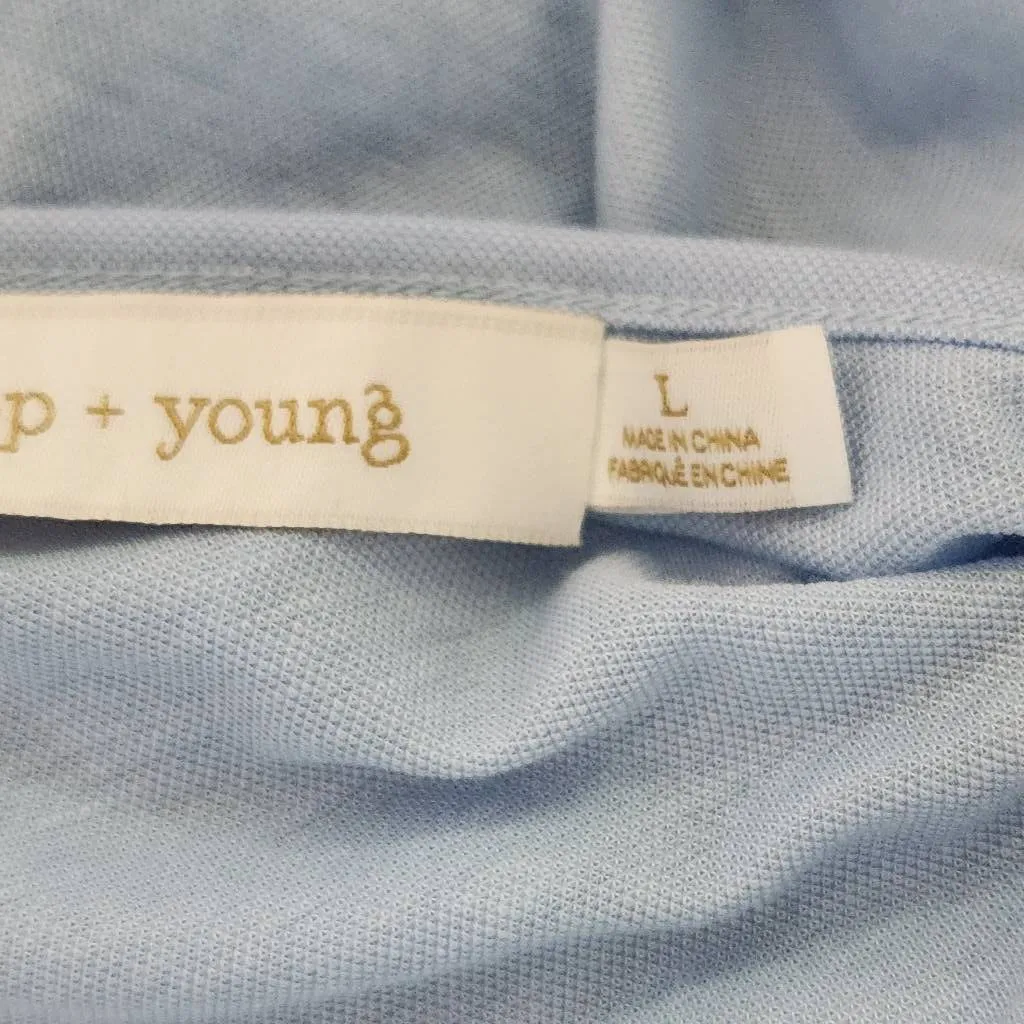 p + young
L
MADE IN CHINA
FABRIQUÉ EN CHINE